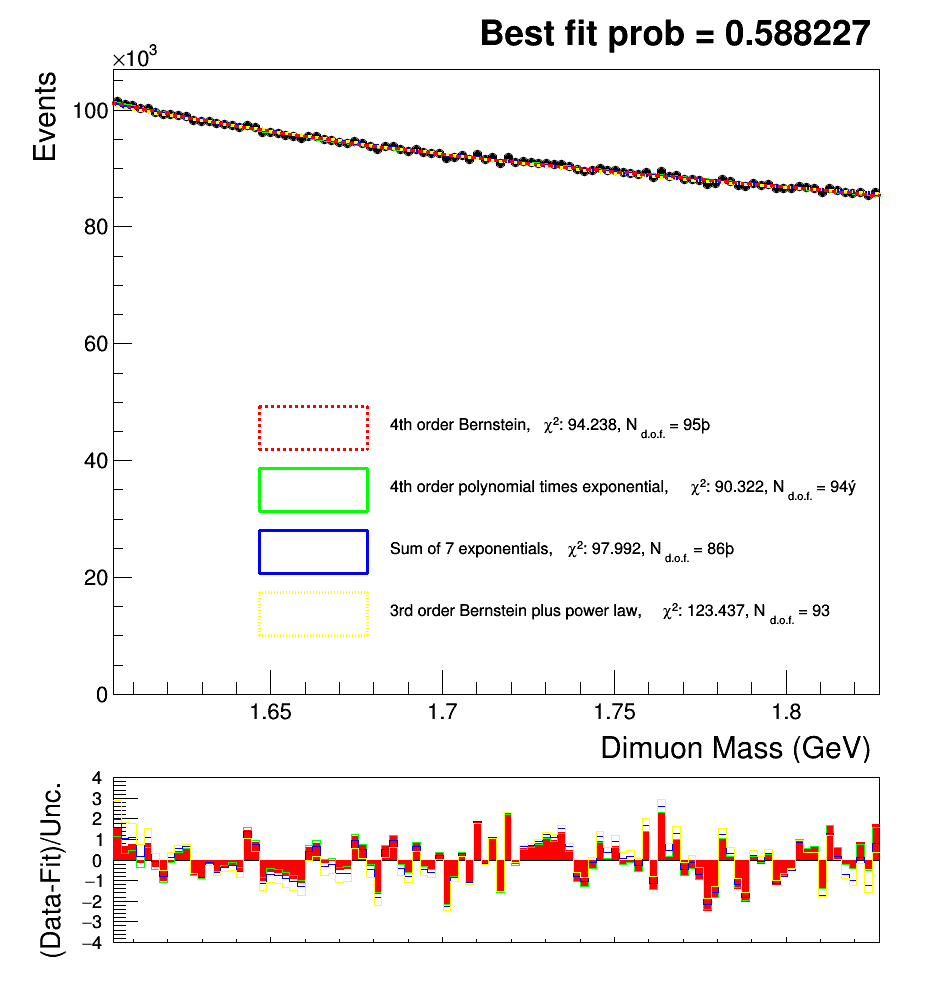 Best fit prob = 0.588227
×10³
Events
100
80
60
40
20
0
4th order Bernstein, χ²: 94.238, N d.o.f. = 95þ
4th order polynomial times exponential, χ²: 90.322, N d.o.f. = 94ý
Sum of 7 exponentials, χ²: 97.992, N d.o.f. = 86þ
3rd order Bernstein plus power law, χ²: 123.437, N d.o.f. = 93
1.65 1.7 1.75 1.8
Dimuon Mass (GeV)
(Data-Fit)/Unc.
4
3
2
1
0
−1
−2
−3
−4